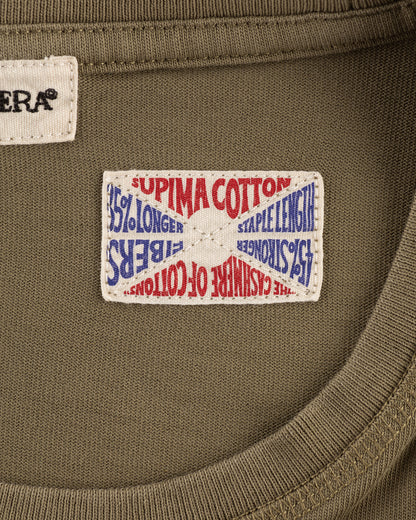 ERA®
SUPIMA COTTON
35% LONGER
FIBERS
STAPLE LENGTH
45% STRONGER
THE CASHMERE OF COTTONS